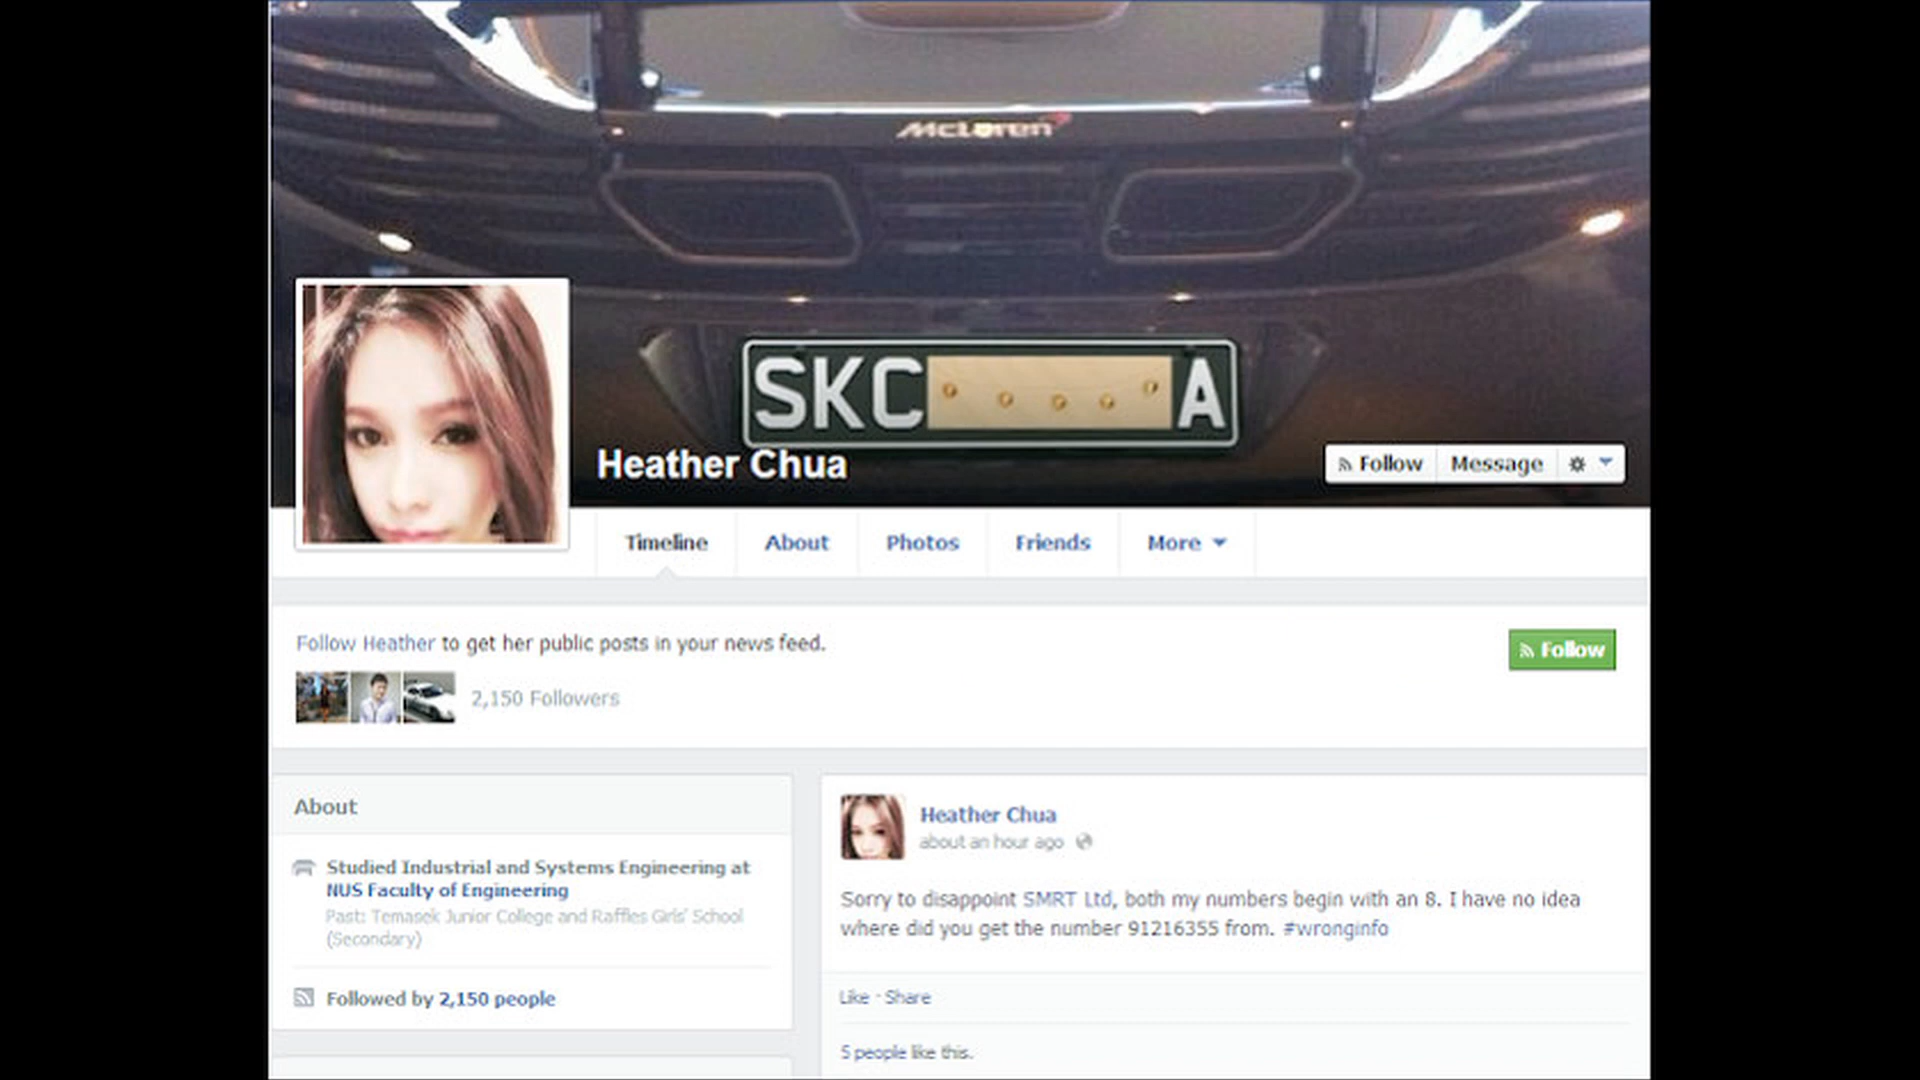 McLaren
SKC A
Heather Chua
Follow Message
Timeline About Photos Friends More
Follow Heather to get her public posts in your news feed.
Follow
2,150 Followers
About
Studied Industrial and Systems Engineering at
NUS Faculty of Engineering
Past: Temasek Junior College and Raffles Girls' School
(Secondary)
Followed by 2,150 people
Heather Chua
about an hour ago
Sorry to disappoint SMRT Ltd, both my numbers begin with an 8. I have no idea
where did you get the number 91216355 from. #wronginfo
Like · Share
5 people like this.